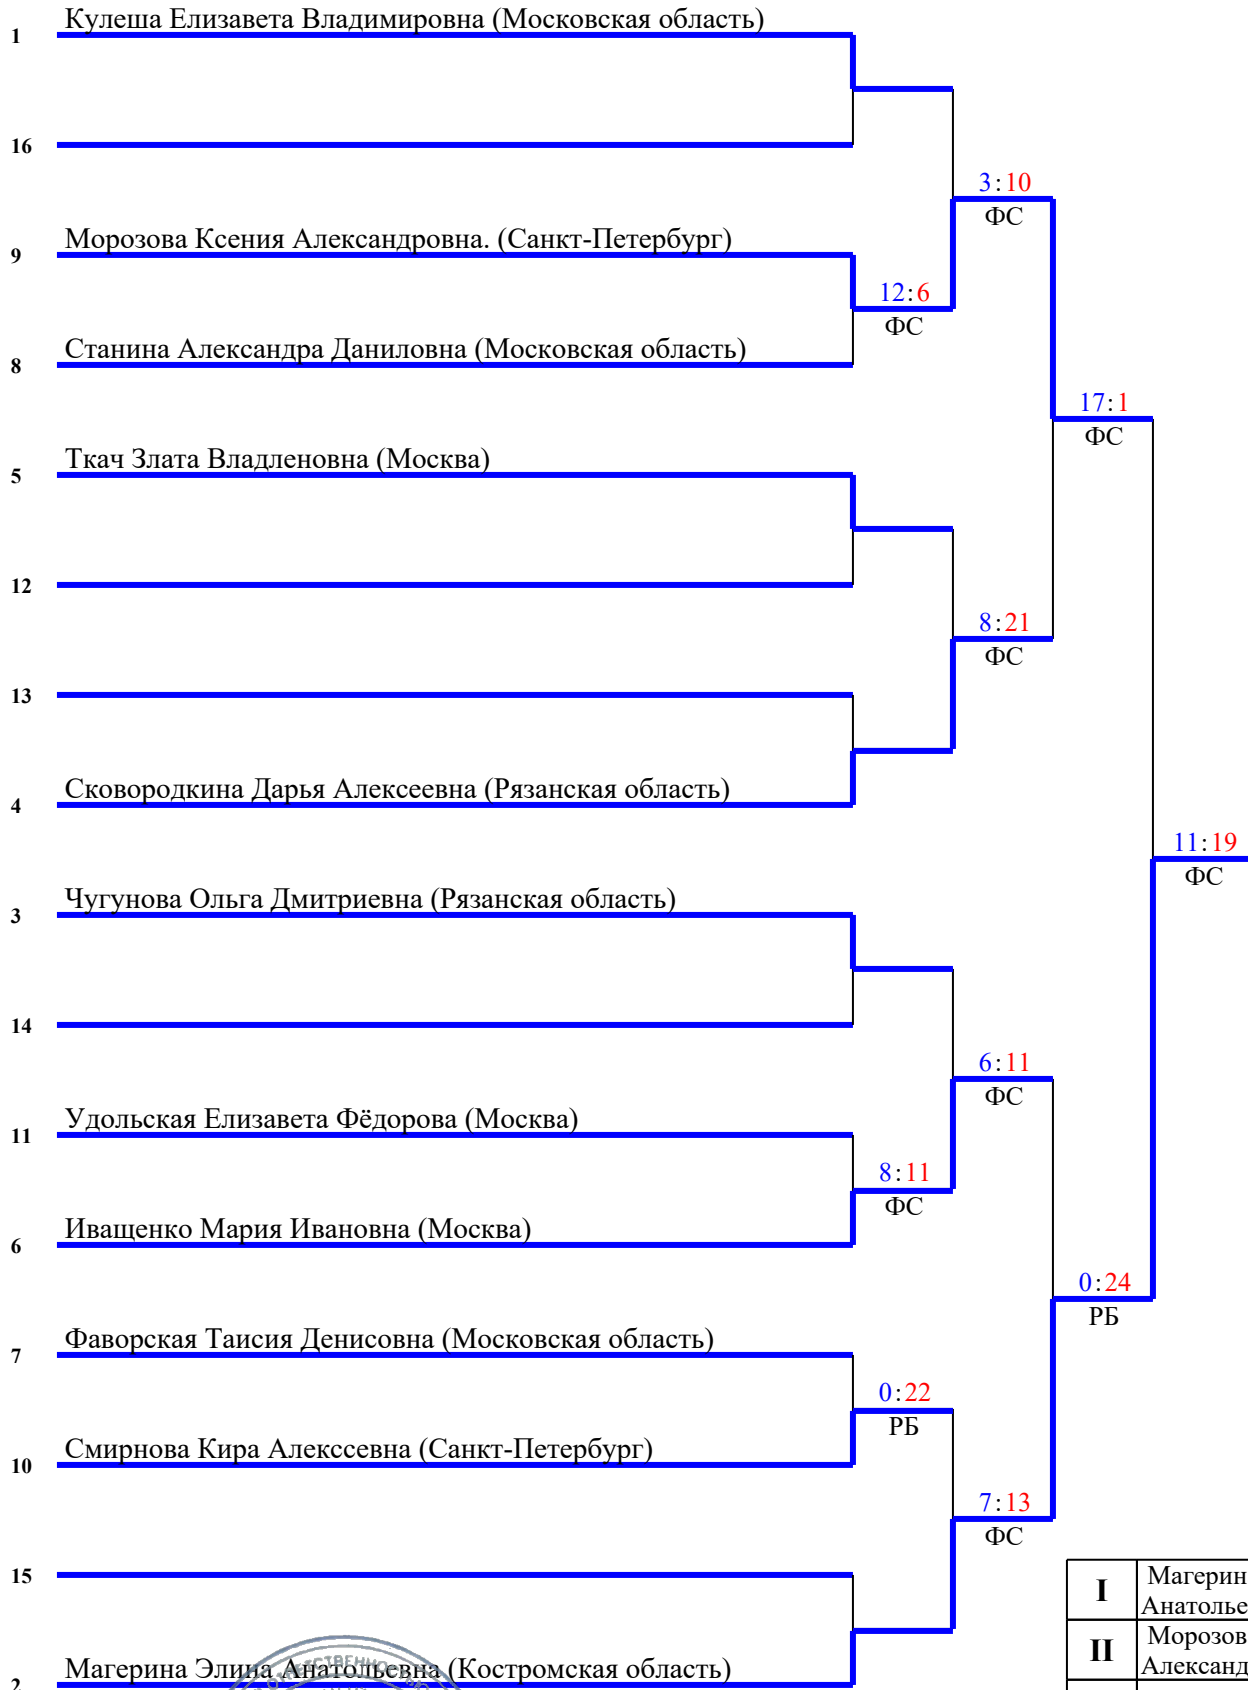 1 Кулеша Елизавета Владимировна (Московская область)
16
3:10
ФС
9 Морозова Ксения Александровна. (Санкт-Петербург)
12:6
ФС
8 Станина Александра Даниловна (Московская область)
17:1
ФС
5 Ткач Злата Владленовна (Москва)
12
8:21
ФС
13
4 Сковородкина Дарья Алексеевна (Рязанская область)
11:19
ФС
3 Чугунова Ольга Дмитриевна (Рязанская область)
14
6:11
ФС
11 Удольская Елизавета Фёдорова (Москва)
8:11
ФС
6 Иващенко Мария Ивановна (Москва)
0:24
РБ
7 Фаворская Таисия Денисовна (Московская область)
0:22
РБ
10 Смирнова Кира Алекссевна (Санкт-Петербург)
7:13
ФС
15
I Магерин
Анатолье
II Морозов
Александ
2 Магерина Элина Анатольевна (Костромская область)